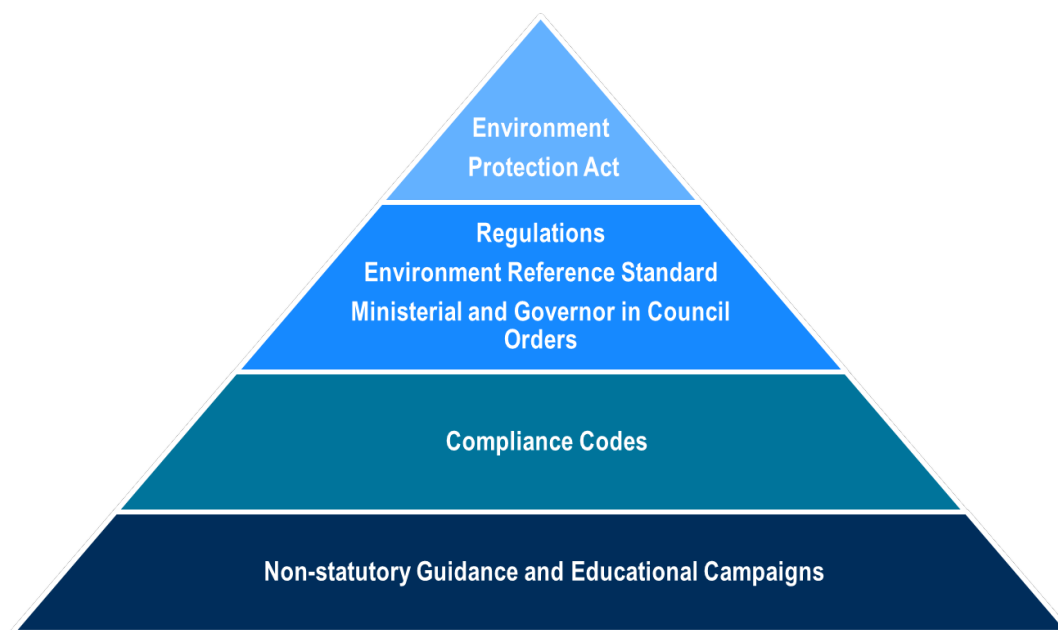 Environment
Protection Act
Regulations
Environment Reference Standard
Ministerial and Governor in Council
Orders
Compliance Codes
Non-statutory Guidance and Educational Campaigns